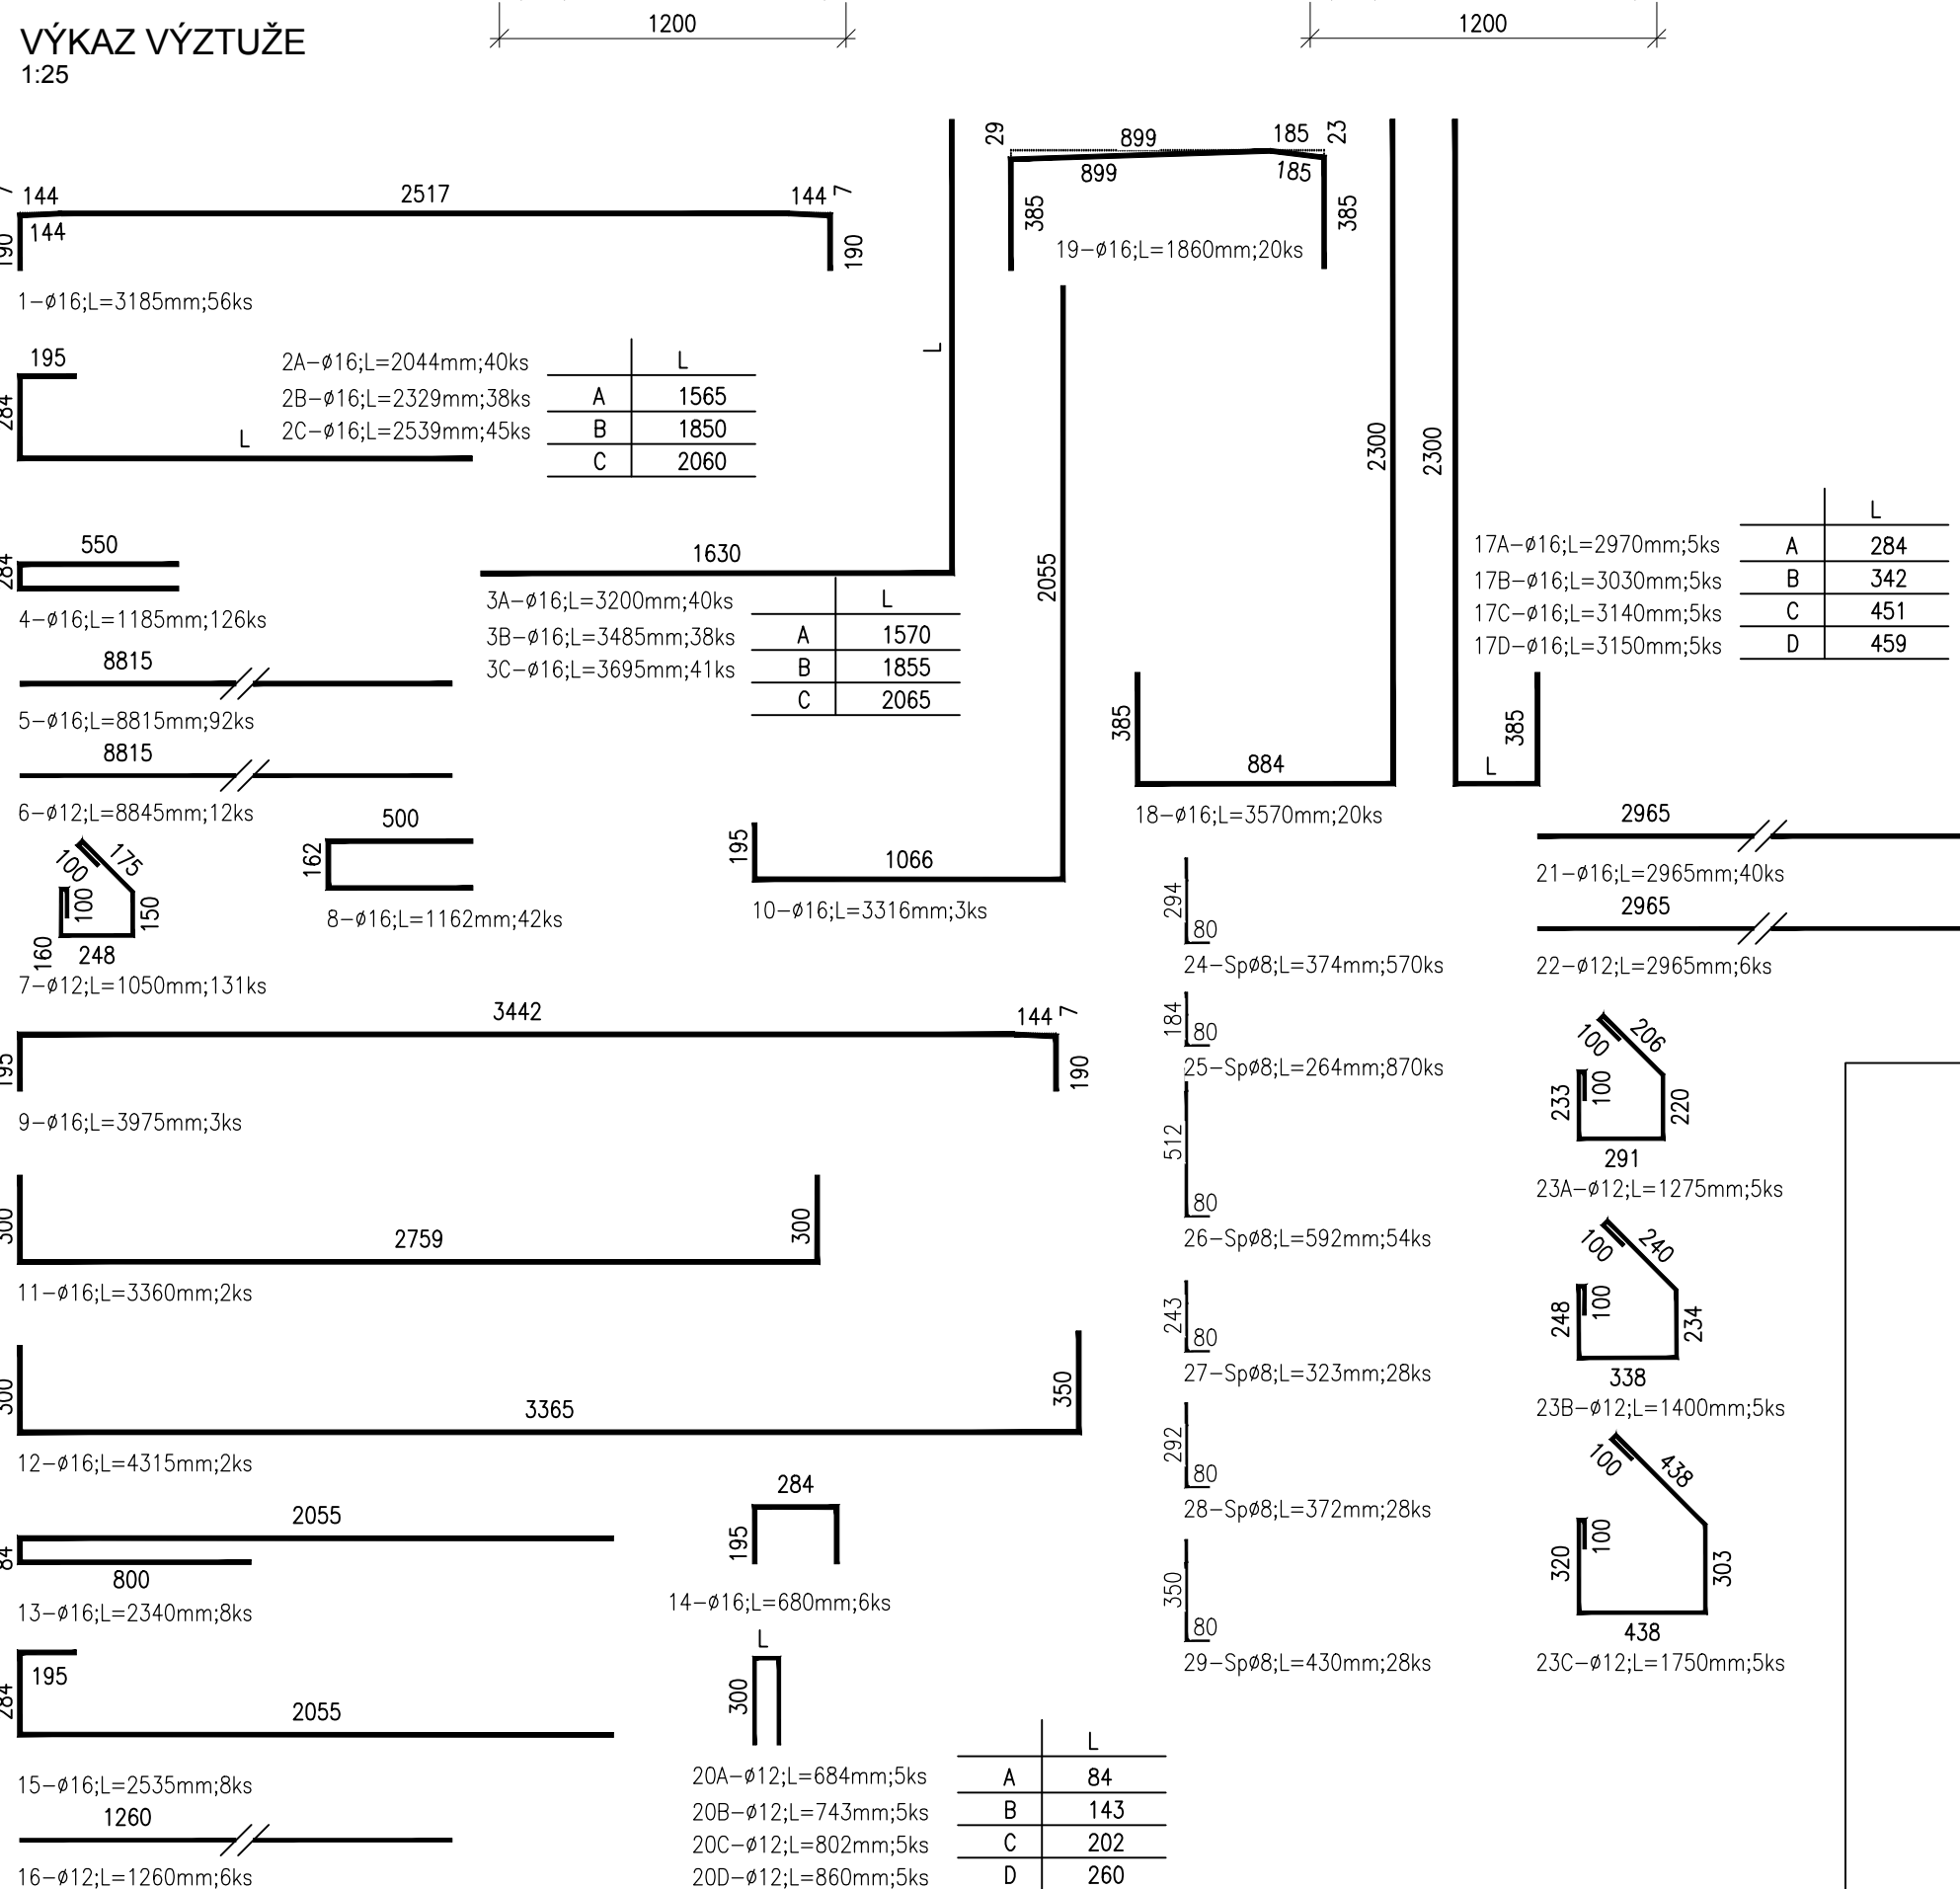 1200
1200
VÝKAZ VÝZTUŽE
1:25
7
144
2517
144
7
190
144
190
1-ø16;L=3185mm;56ks
195
284
L
2A-ø16;L=2044mm;40ks
2B-ø16;L=2329mm;38ks
2C-ø16;L=2539mm;45ks
L
A 1565
B 1850
C 2060
550
284
4-ø16;L=1185mm;126ks
L
1630
3A-ø16;L=3200mm;40ks
3B-ø16;L=3485mm;38ks
3C-ø16;L=3695mm;41ks
L
A 1570
B 1855
C 2065
8815
5-ø16;L=8815mm;92ks
8815
6-ø12;L=8845mm;12ks
100
175
100
150
160
248
7-ø12;L=1050mm;131ks
500
162
8-ø16;L=1162mm;42ks
2055
195
1066
10-ø16;L=3316mm;3ks
3442
144
7
195
190
9-ø16;L=3975mm;3ks
300
2759
300
11-ø16;L=3360mm;2ks
300
3365
350
12-ø16;L=4315mm;2ks
2055
84
800
13-ø16;L=2340mm;8ks
284
195
14-ø16;L=680mm;6ks
195
284
2055
15-ø16;L=2535mm;8ks
1260
16-ø12;L=1260mm;6ks
L
300
20A-ø12;L=684mm;5ks
20B-ø12;L=743mm;5ks
20C-ø12;L=802mm;5ks
20D-ø12;L=860mm;5ks
L
A 84
B 143
C 202
D 260
29
899
185
23
899
185
385
385
19-ø16;L=1860mm;20ks
2300
385
884
18-ø16;L=3570mm;20ks
2300
385
L
17A-ø16;L=2970mm;5ks
17B-ø16;L=3030mm;5ks
17C-ø16;L=3140mm;5ks
17D-ø16;L=3150mm;5ks
L
A 284
B 342
C 451
D 459
294
80
24-Spø8;L=374mm;570ks
184
80
25-Spø8;L=264mm;870ks
512
80
26-Spø8;L=592mm;54ks
243
80
27-Spø8;L=323mm;28ks
292
80
28-Spø8;L=372mm;28ks
350
80
29-Spø8;L=430mm;28ks
2965
21-ø16;L=2965mm;40ks
2965
22-ø12;L=2965mm;6ks
100
206
233
100
220
291
23A-ø12;L=1275mm;5ks
100
240
248
100
234
338
23B-ø12;L=1400mm;5ks
100
438
320
100
303
438
23C-ø12;L=1750mm;5ks